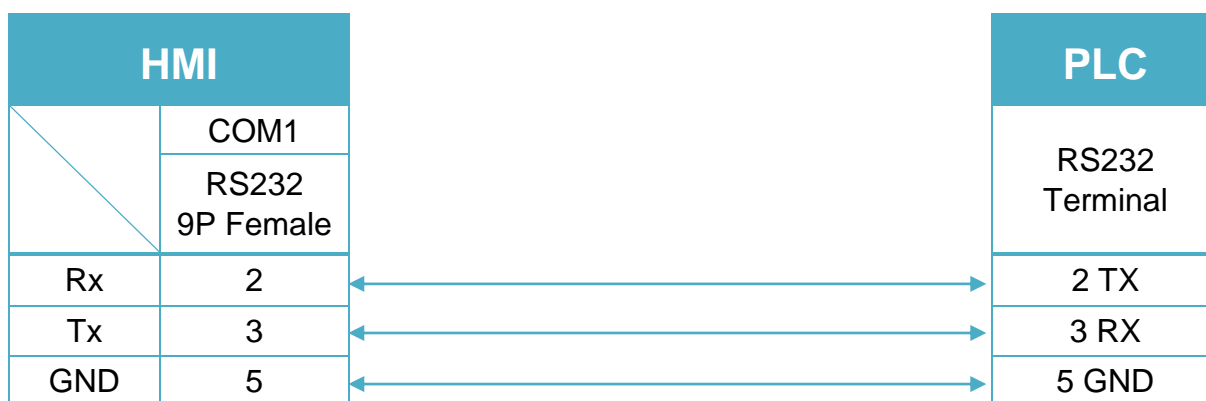 HMI
PLC
COM1
RS232
9P Female
RS232
Terminal
Rx 2 2 TX
Tx 3 3 RX
GND 5 5 GND